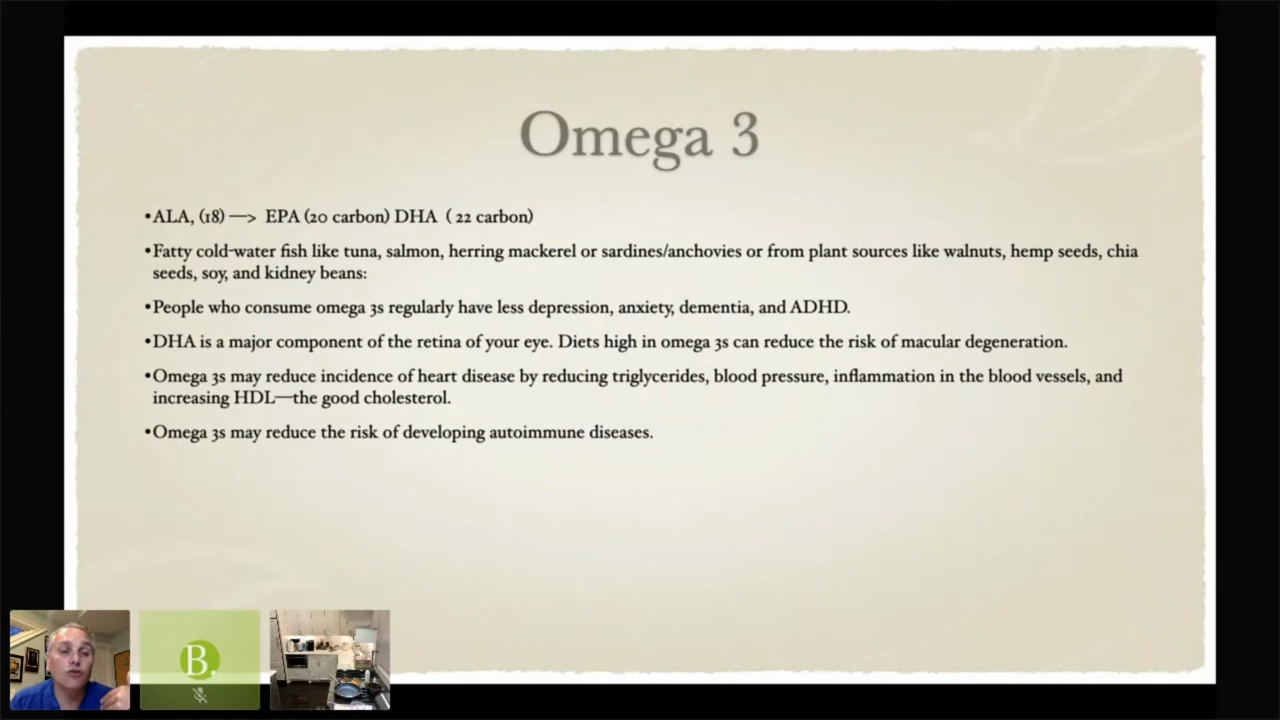 Omega 3
•ALA, (18) —> EPA (20 carbon) DHA ( 22 carbon)
•Fatty cold-water fish like tuna, salmon, herring mackerel or sardines/anchovies or from plant sources like walnuts, hemp seeds, chia
seeds, soy, and kidney beans:
•People who consume omega 3s regularly have less depression, anxiety, dementia, and ADHD.
•DHA is a major component of the retina of your eye. Diets high in omega 3s can reduce the risk of macular degeneration.
•Omega 3s may reduce incidence of heart disease by reducing triglycerides, blood pressure, inflammation in the blood vessels, and
increasing HDL—the good cholesterol.
•Omega 3s may reduce the risk of developing autoimmune diseases.
B.